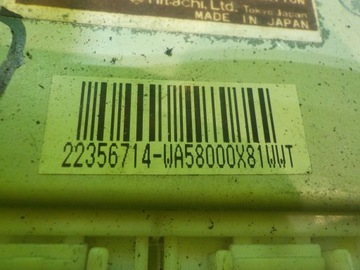 Hitachi, Ltd. Tokyo Japan
MADE IN JAPAN
22356714-WA58000X81WWT